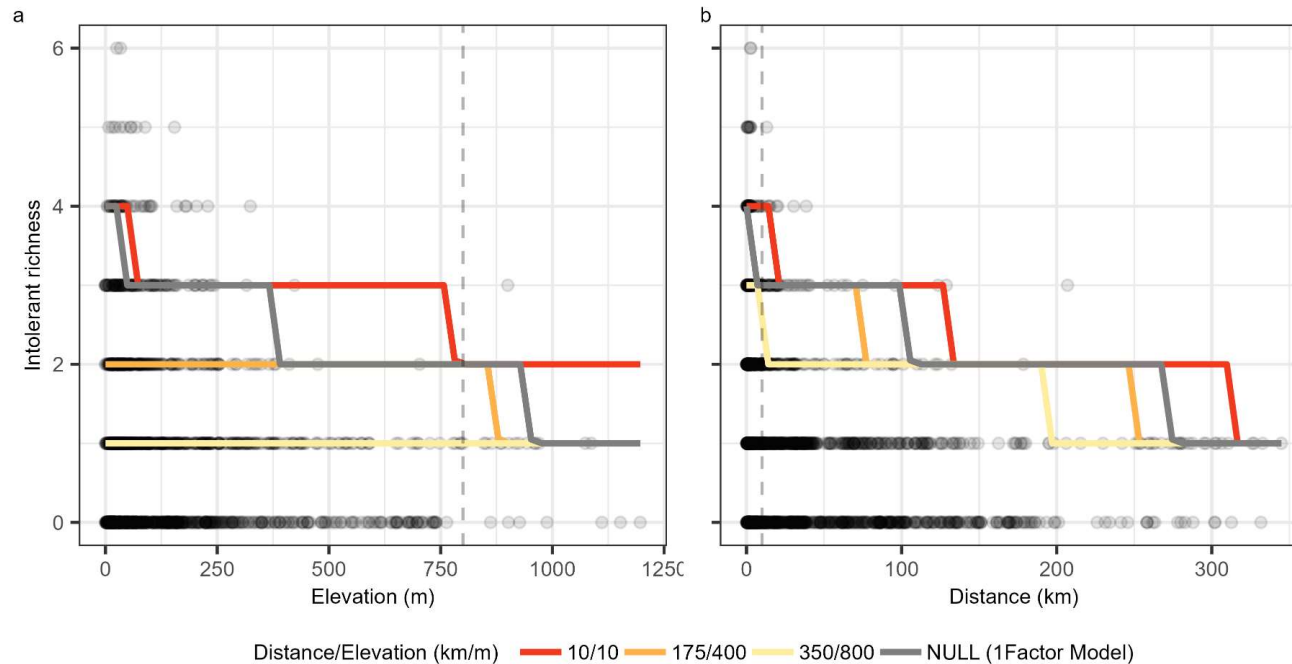 a
b
Intolerant richness
6
4
2
0
0
250
500
750
1000
1250
0
100
200
300
Elevation (m)
Distance (km)
Distance/Elevation (km/m) 10/10 175/400 350/800 NULL (1Factor Model)